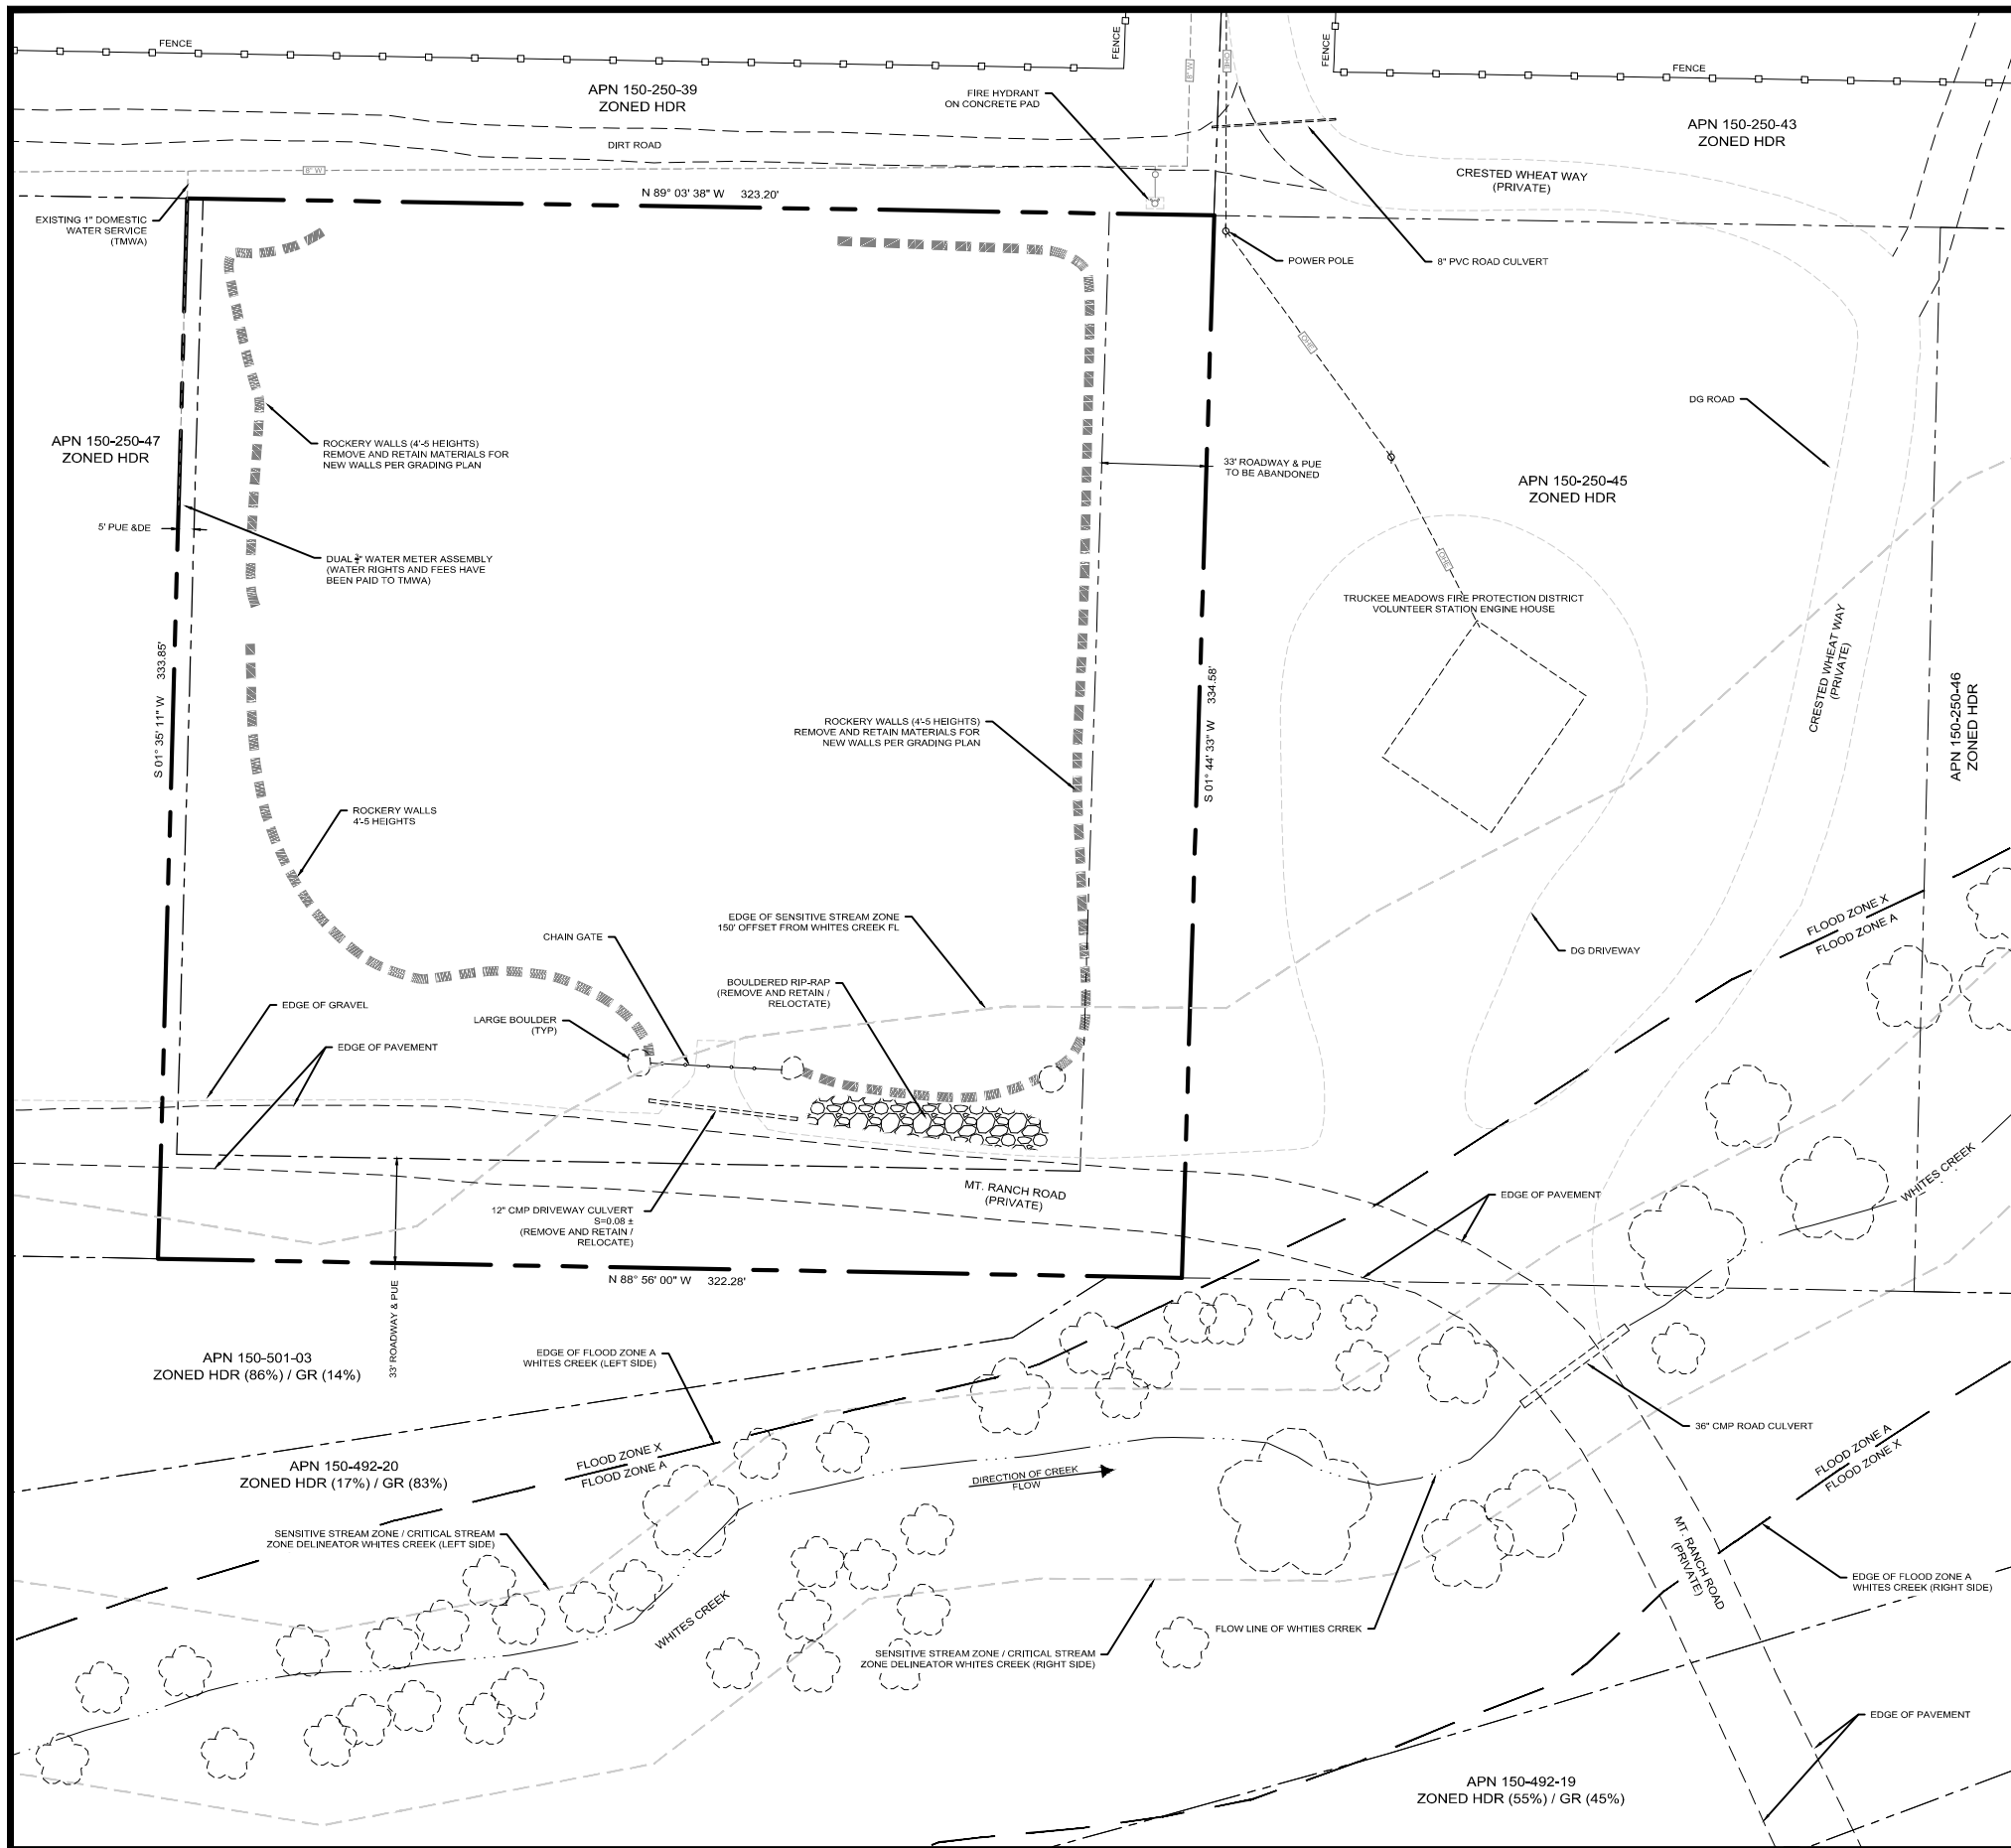 FENCE
FENCE
FENCE
FENCE
8" W
OHE
APN 150-250-39
ZONED HDR
FIRE HYDRANT
ON CONCRETE PAD
APN 150-250-43
ZONED HDR
DIRT ROAD
8" W
CRESTED WHEAT WAY
(PRIVATE)
N 89° 03' 38" W 323.20'
EXISTING 1" DOMESTIC
WATER SERVICE
(TMWA)
POWER POLE
8" PVC ROAD CULVERT
OHE
DG ROAD
APN 150-250-47
ZONED HDR
ROCKERY WALLS (4'-5 HEIGHTS)
REMOVE AND RETAIN MATERIALS FOR
NEW WALLS PER GRADING PLAN
33' ROADWAY & PUE
TO BE ABANDONED
APN 150-250-45
ZONED HDR
5' PUE &DE
DUAL 3/4" WATER METER ASSEMBLY
(WATER RIGHTS AND FEES HAVE
BEEN PAID TO TMWA)
OHE
TRUCKEE MEADOWS FIRE PROTECTION DISTRICT
VOLUNTEER STATION ENGINE HOUSE
CRESTED WHEAT WAY
(PRIVATE)
S 01° 35' 11" W 333.85'
S 01° 44' 33" W 334.58'
APN 150-250-46
ZONED HDR
ROCKERY WALLS (4'-5 HEIGHTS)
REMOVE AND RETAIN MATERIALS FOR
NEW WALLS PER GRADING PLAN
ROCKERY WALLS
4'-5 HEIGHTS
EDGE OF SENSITIVE STREAM ZONE
150' OFFSET FROM WHITES CREEK FL
FLOOD ZONE X
FLOOD ZONE A
CHAIN GATE
DG DRIVEWAY
BOULDERED RIP-RAP
(REMOVE AND RETAIN /
RELOCTATE)
EDGE OF GRAVEL
LARGE BOULDER
(TYP)
EDGE OF PAVEMENT
WHITES CREEK
MT. RANCH ROAD
(PRIVATE)
EDGE OF PAVEMENT
12" CMP DRIVEWAY CULVERT
S=0.08 ±
(REMOVE AND RETAIN /
RELOCATE)
N 88° 56' 00" W 322.28'
33' ROADWAY & PUE
APN 150-501-03
ZONED HDR (86%) / GR (14%)
EDGE OF FLOOD ZONE A
WHITES CREEK (LEFT SIDE)
36" CMP ROAD CULVERT
FLOOD ZONE X
FLOOD ZONE A
FLOOD ZONE A
FLOOD ZONE X
APN 150-492-20
ZONED HDR (17%) / GR (83%)
DIRECTION OF CREEK
FLOW
SENSITIVE STREAM ZONE / CRITICAL STREAM
ZONE DELINEATOR WHITES CREEK (LEFT SIDE)
MT. RANCH ROAD
(PRIVATE)
EDGE OF FLOOD ZONE A
WHITES CREEK (RIGHT SIDE)
WHITES CREEK
FLOW LINE OF WHTIES CRREK
SENSITIVE STREAM ZONE / CRITICAL STREAM
ZONE DELINEATOR WHITES CREEK (RIGHT SIDE)
EDGE OF PAVEMENT
APN 150-492-19
ZONED HDR (55%) / GR (45%)